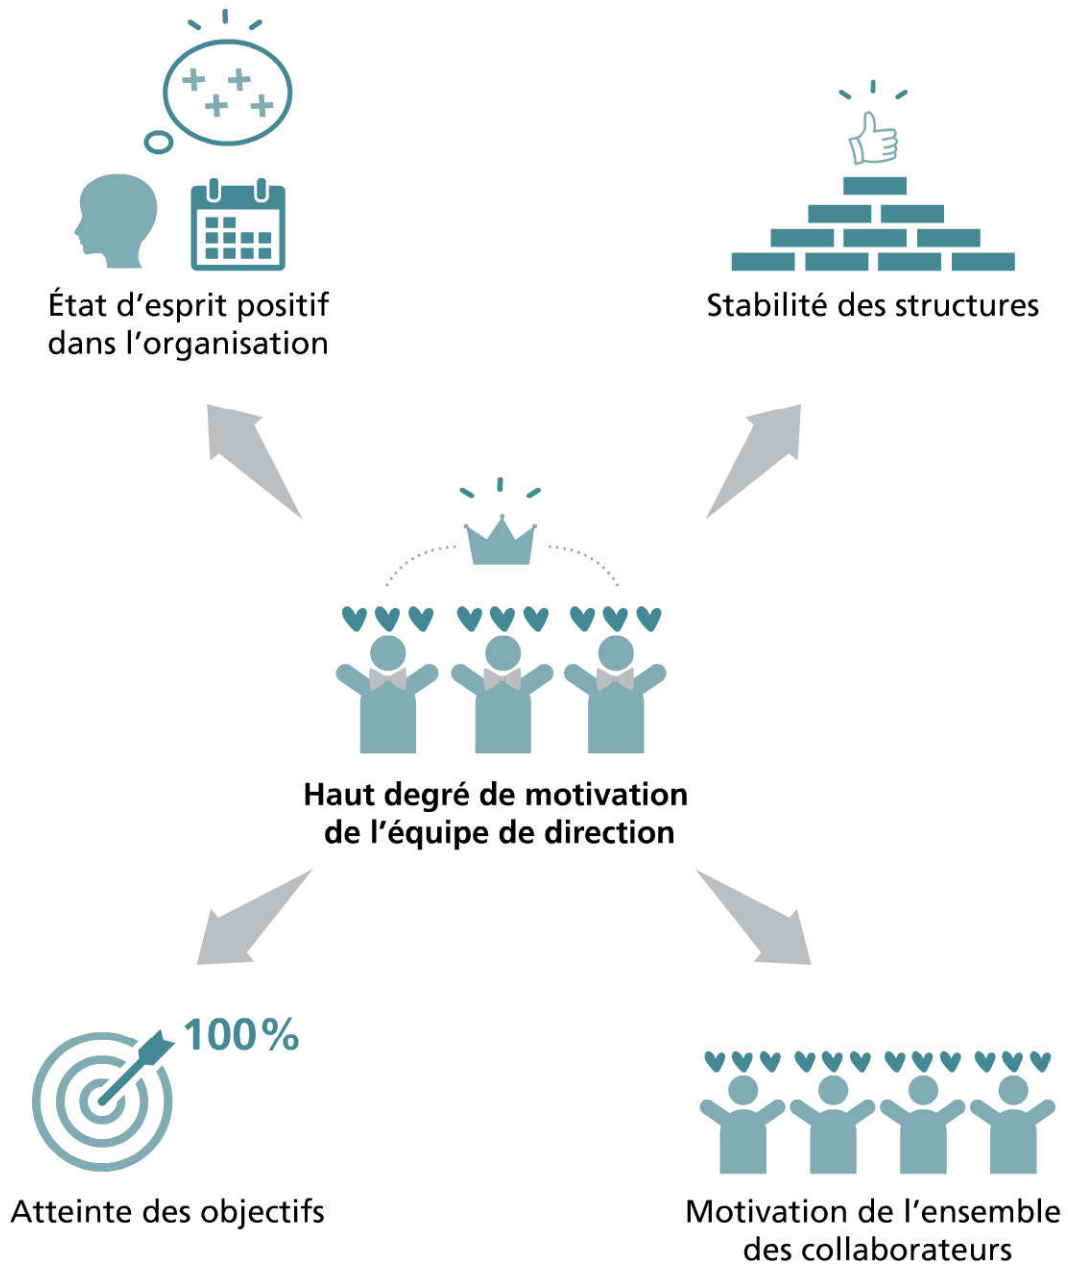 État d’esprit positif
dans l’organisation
Stabilité des structures
Haut degré de motivation
de l’équipe de direction
100%
Atteinte des objectifs
Motivation de l’ensemble
des collaborateurs